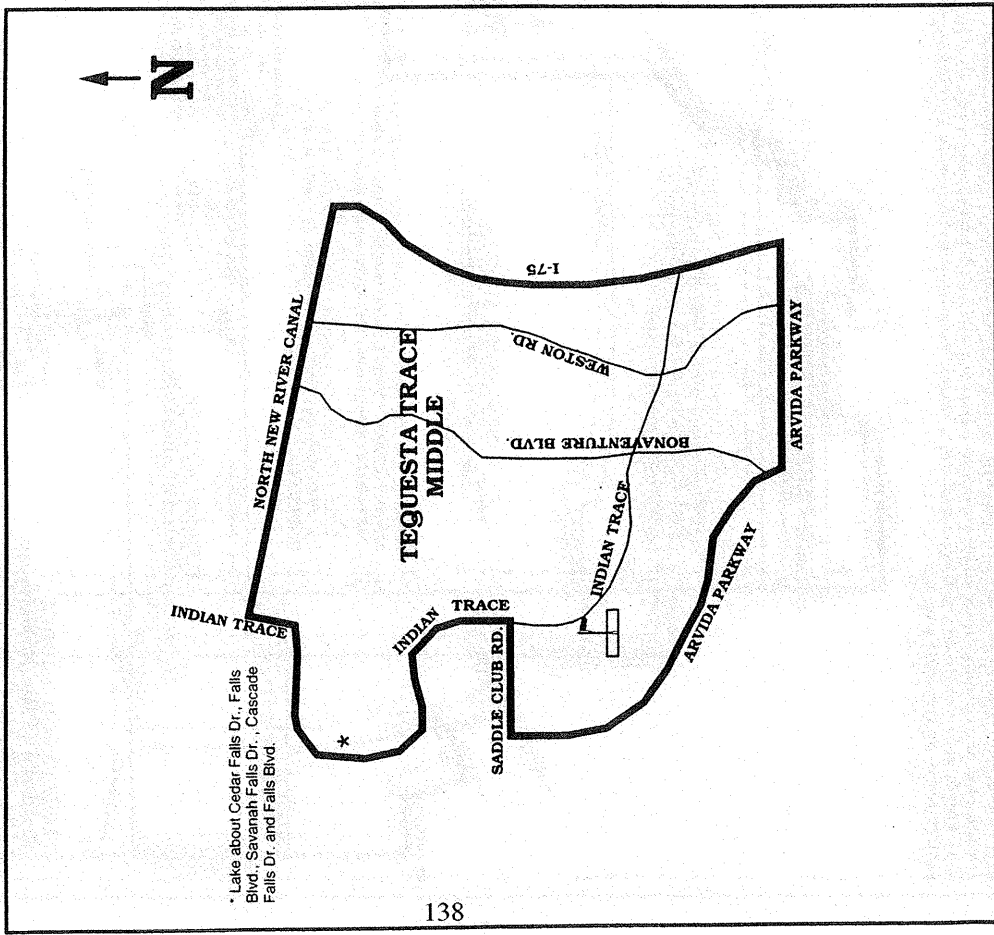 N
NORTH NEW RIVER CANAL
INDIAN TRACE
I-75
TEQUESTA TRACE
MIDDLE
WESTON RD.
BONAVENTURE BLVD.
INDIAN
TRACE
INDIAN TRACE
SADDLE CLUB RD.
ARVIDA PARKWAY
ARVIDA PARKWAY
*
* Lake about Cedar Falls Dr., Falls
Blvd., Savanah Falls Dr., Cascade
Falls Dr. and Falls Blvd.
138